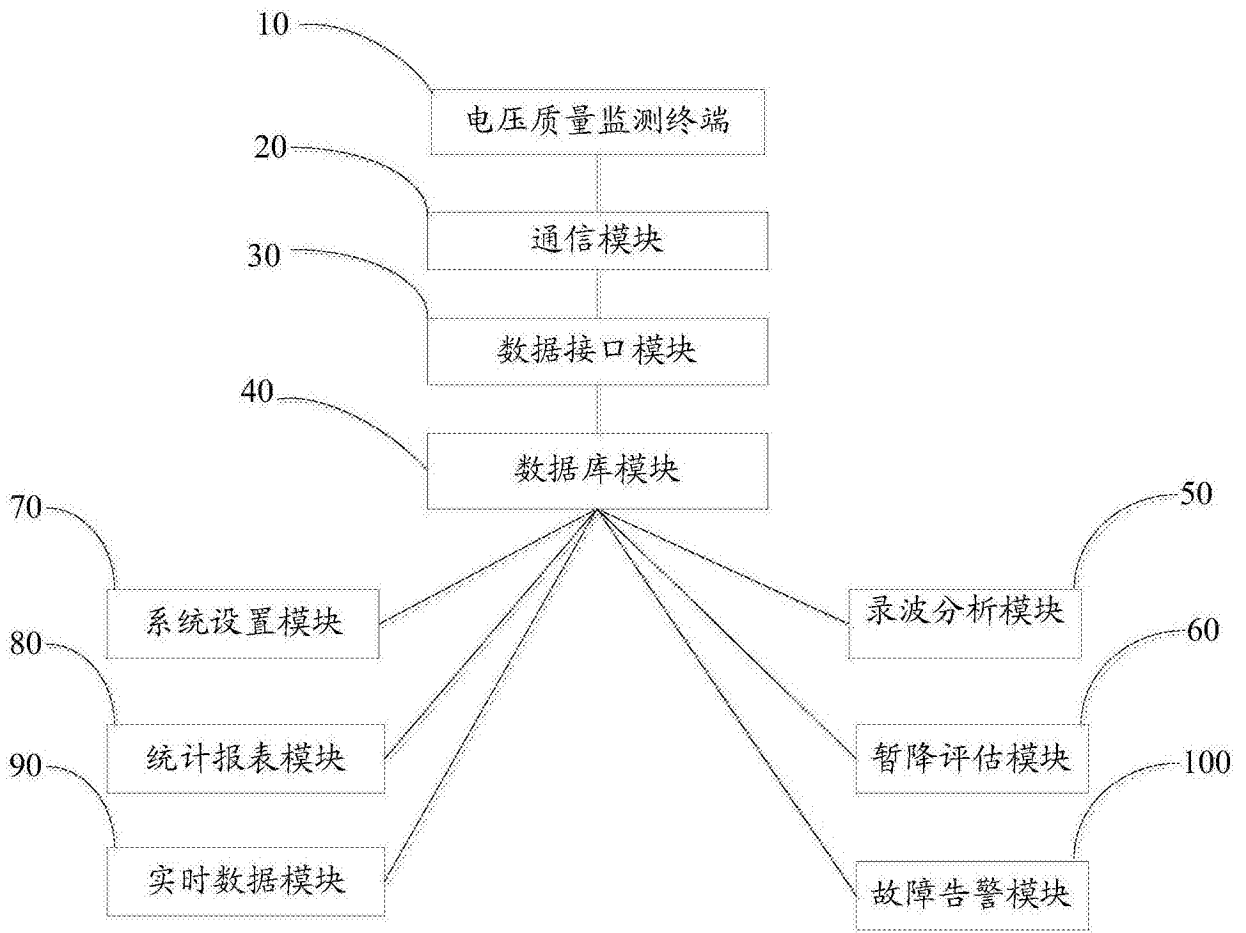 10
电压质量监测终端
20
通信模块
30
数据接口模块
40
数据库模块
70
系统设置模块
50
录波分析模块
80
统计报表模块
60
暂降评估模块
90
实时数据模块
100
故障告警模块